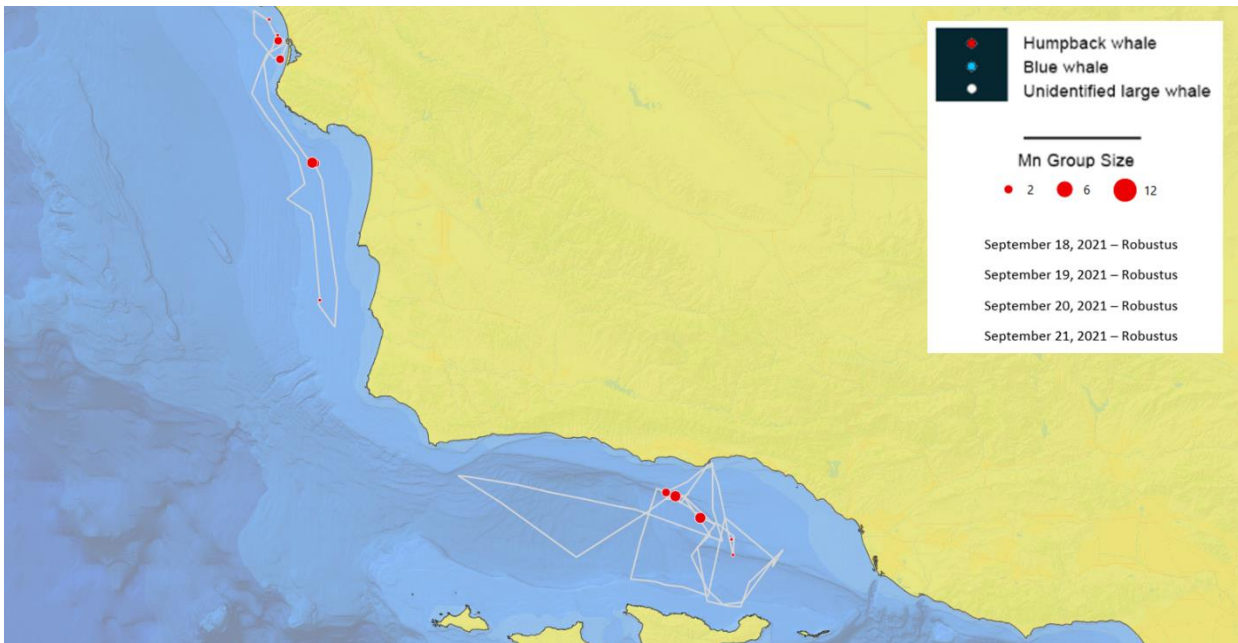 Humpback whale
Blue whale
Unidentified large whale
Mn Group Size
2 6 12
September 18, 2021 – Robustus
September 19, 2021 – Robustus
September 20, 2021 – Robustus
September 21, 2021 – Robustus